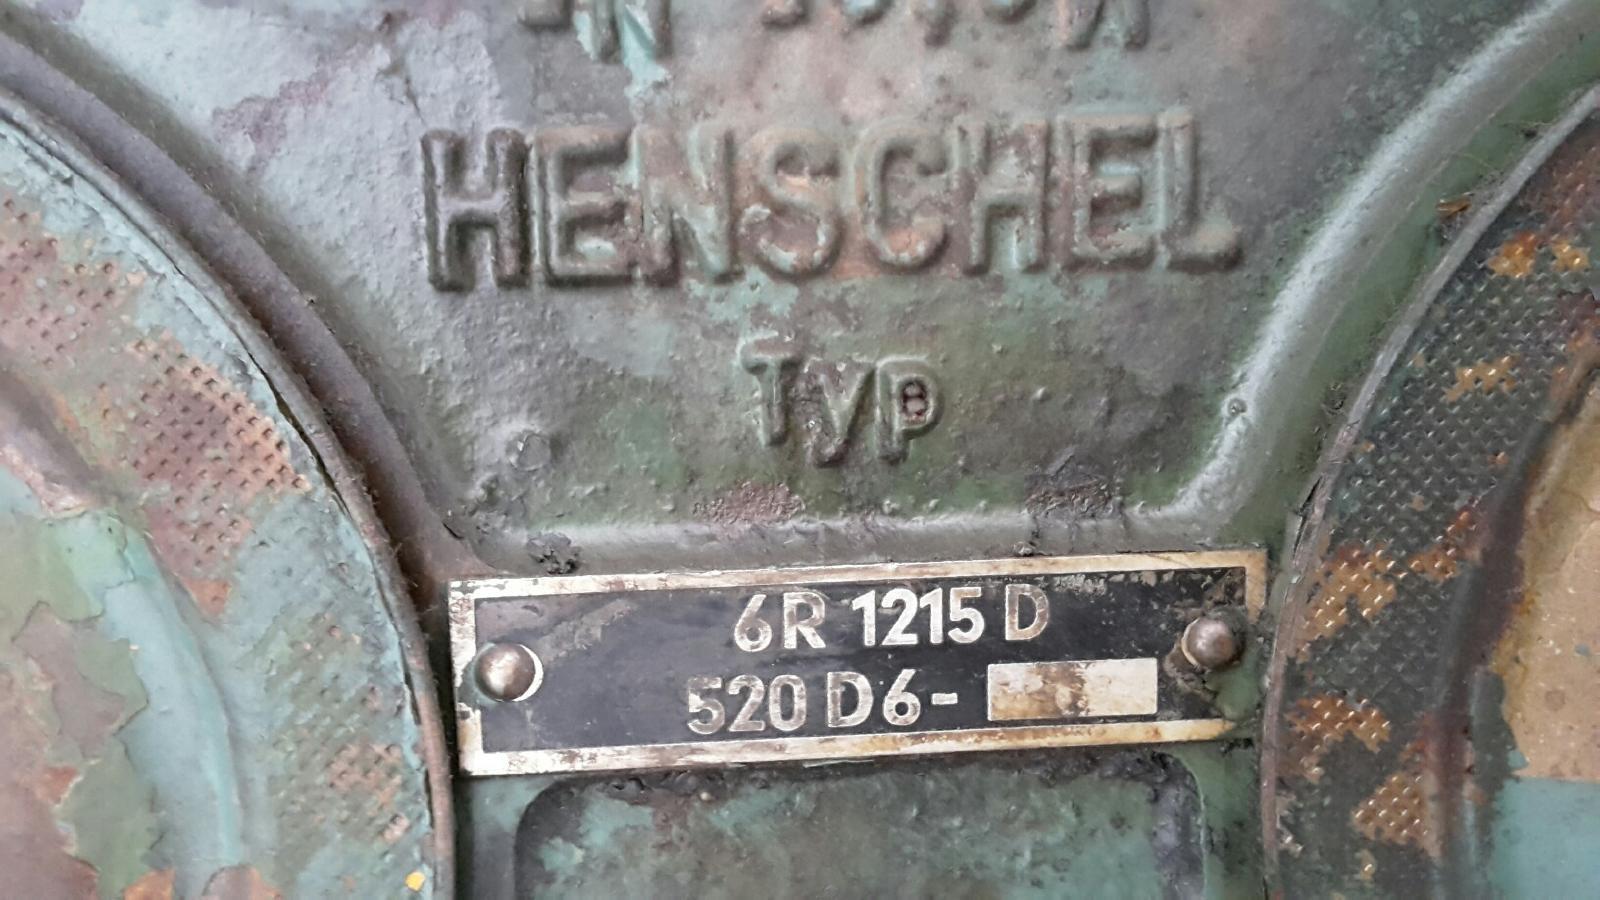 HENSCHEL
TYP
6R 1215 D
520 D6-